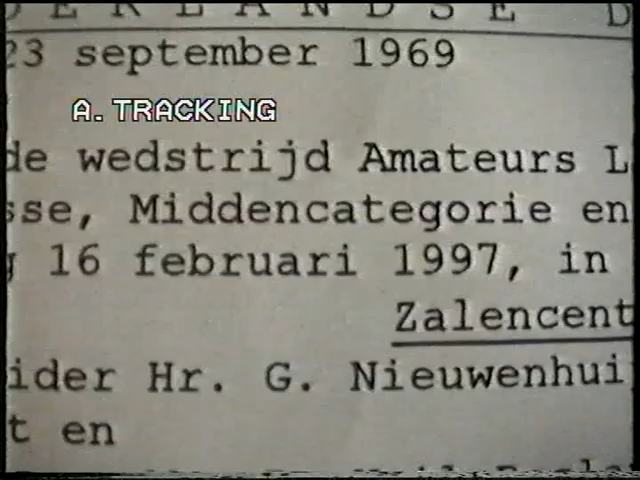 DERLANDSE D
23 september 1969
A. TRACKING
de wedstrijd Amateurs L
sse, Middencategorie en
g 16 februari 1997, in
Zalencent
ider Hr. G. Nieuwenhui
t en